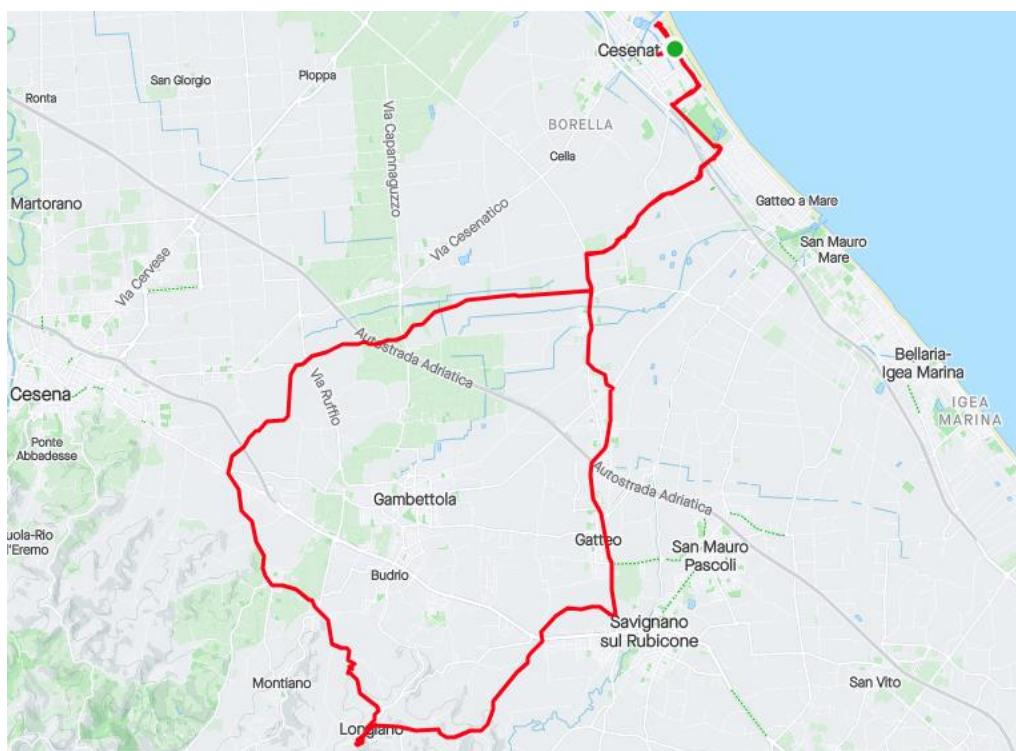 Cesenat
San Giorgio
Pioppa
Ronta
Via Capannaguzzo
BORELLA
Cella
Martorano
Gatteo a Mare
Via Cesenatico
San Mauro
Mare
Via Cervese
Autostrada Adriatica
Bellaria-
Igea Marina
Cesena
Via Ruffio
IGEA
MARINA
Ponte
Abbadesse
Autostrada Adriatica
Gambettola
uola-Rio
l'Eremo
Gatteo
San Mauro
Pascoli
Budrio
Savignano
sul Rubicone
Montiano
San Vito
Longiano